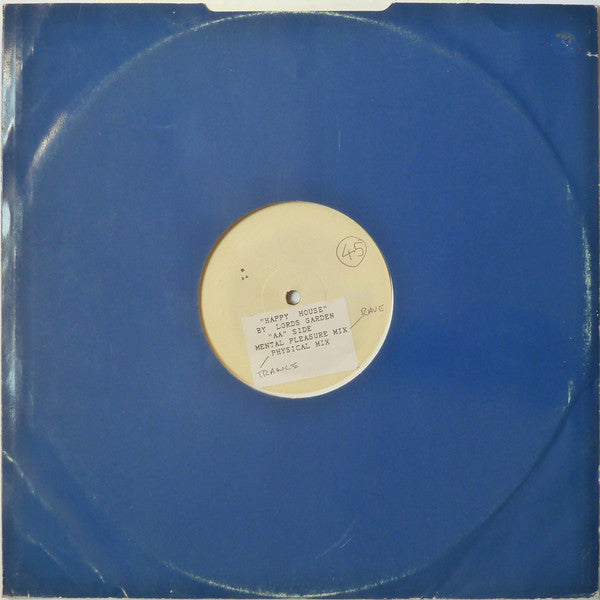 45
"HAPPY HOUSE"
BY LORDS GARDEN
"AA" SIDE
MENTAL PLEASURE MIX
RAVE
PHYSICAL MIX
TRANCE